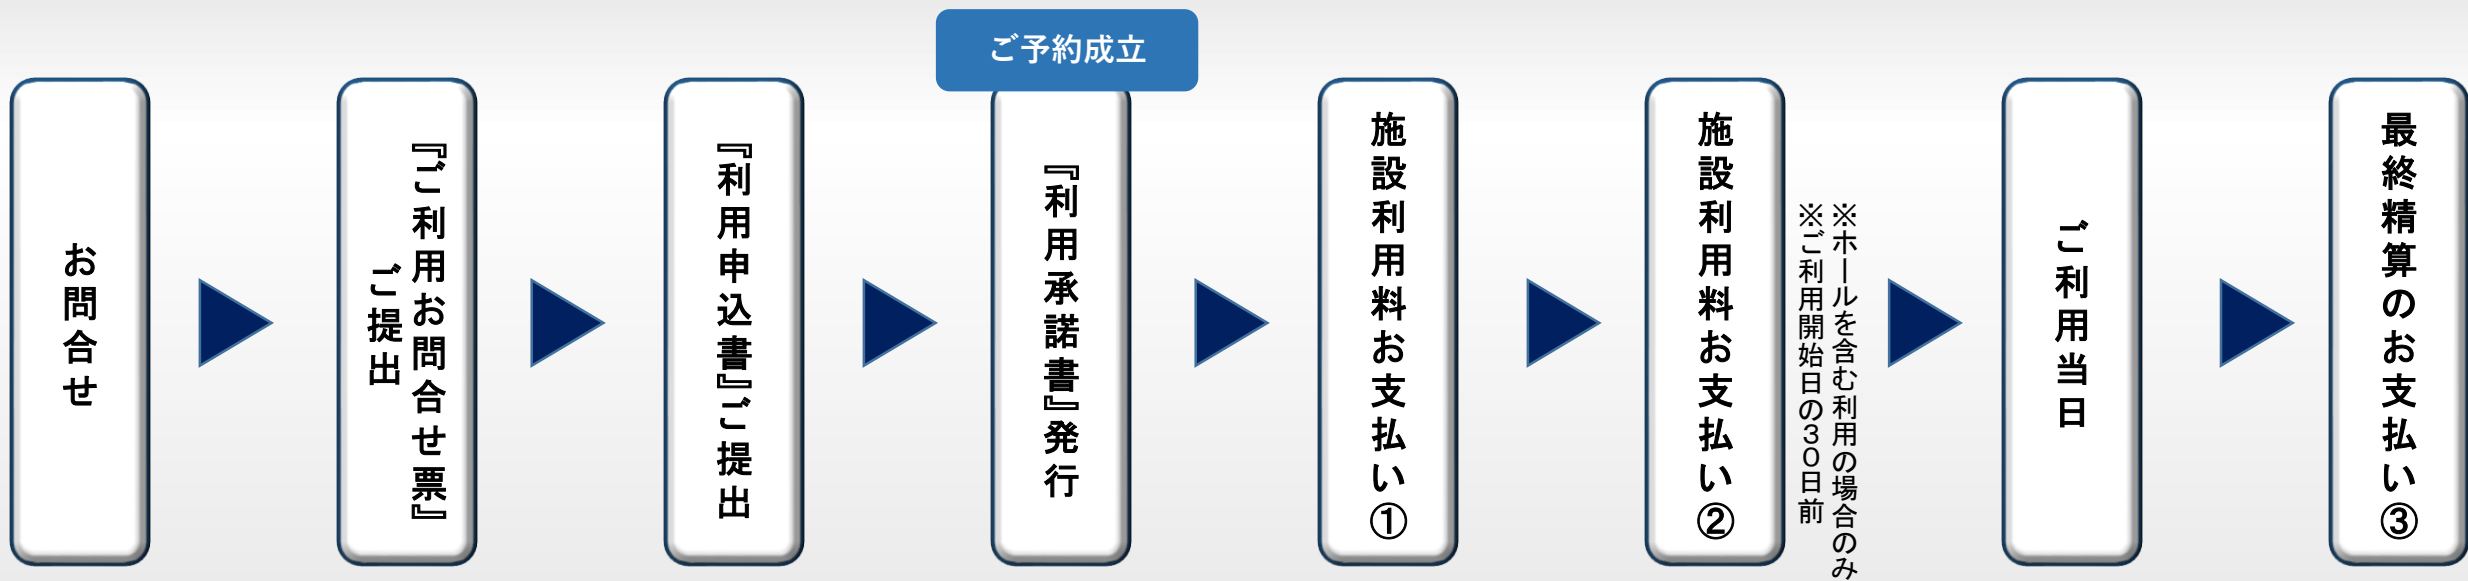 ご予約成立
お問合せ
『ご利用お問合せ票』
ご提出
『利用申込書』ご提出
『利用承諾書』発行
施設利用料お支払い①
施設利用料お支払い②
※ホールを含む利用の場合のみ
※ご利用開始日の３０日前
ご利用当日
最終精算のお支払い③